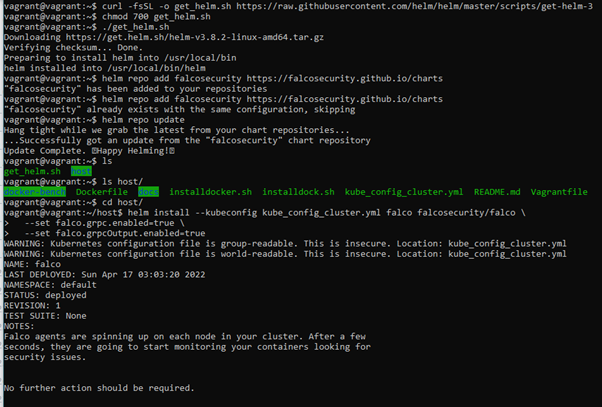 vagrant@vagrant:~$ curl -fsSL -o get_helm.sh https://raw.githubusercontent.com/helm/helm/master/scripts/get-helm-3
vagrant@vagrant:~$ chmod 700 get_helm.sh
vagrant@vagrant:~$ ./get_helm.sh
Downloading https://get.helm.sh/helm-v3.8.2-linux-amd64.tar.gz
Verifying checksum... Done.
Preparing to install helm into /usr/local/bin
helm installed into /usr/local/bin/helm
vagrant@vagrant:~$ helm repo add falcosecurity https://falcosecurity.github.io/charts
"falcosecurity" has been added to your repositories
vagrant@vagrant:~$ helm repo add falcosecurity https://falcosecurity.github.io/charts
"falcosecurity" already exists with the same configuration, skipping
vagrant@vagrant:~$ helm repo update
Hang tight while we grab the latest from your chart repositories...
...Successfully got an update from the "falcosecurity" chart repository
Update Complete. ⍰Happy Helming!⍰
vagrant@vagrant:~$ ls
get_helm.sh host
vagrant@vagrant:~$ ls host/
docker-bench Dockerfile docs installdocker.sh installdock.sh kube_config_cluster.yml README.md Vagrantfile
vagrant@vagrant:~$ cd host/
vagrant@vagrant:~/host$ helm install --kubeconfig kube_config_cluster.yml falco falcosecurity/falco \
> --set falco.grpc.enabled=true \
> --set falco.grpcOutput.enabled=true
WARNING: Kubernetes configuration file is group-readable. This is insecure. Location: kube_config_cluster.yml
WARNING: Kubernetes configuration file is world-readable. This is insecure. Location: kube_config_cluster.yml
NAME: falco
LAST DEPLOYED: Sun Apr 17 03:03:20 2022
NAMESPACE: default
STATUS: deployed
REVISION: 1
TEST SUITE: None
NOTES:
Falco agents are spinning up on each node in your cluster. After a few
seconds, they are going to start monitoring your containers looking for
security issues.
No further action should be required.